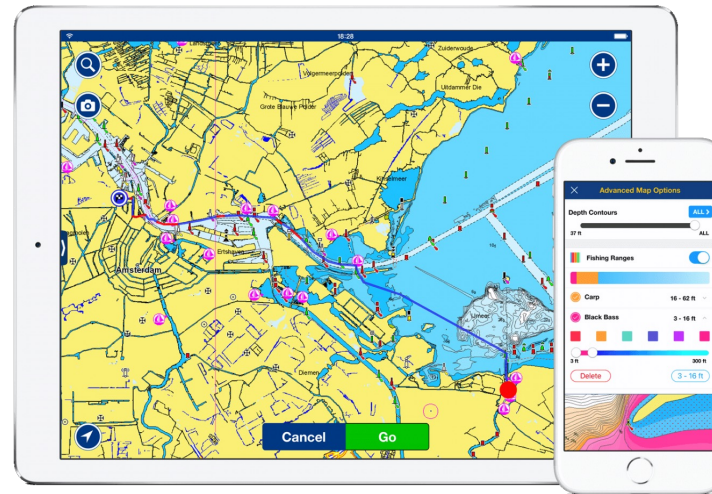 18:28
Zuiderwoude
Volgermeerpolder
Uitdammer Die
Grote Blauwe Polder
Kinselmeer
Amsterdam
IJmeer
Diemen
Cancel
Go
Advanced Map Options
Depth Contours
ALL >
37 ft
ALL
Fishing Ranges
Carp
16 - 62 ft
Black Bass
3 - 16 ft
3 ft
300 ft
Delete
3 - 16 ft